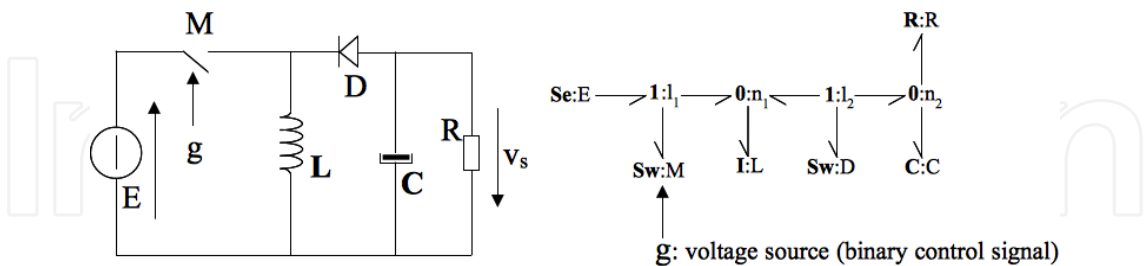 M
D
g
L
C
R
vₛ
E
R:R
Se:E
1:l₁
0:n₁
1:l₂
0:n₂
Sw:M
I:L
Sw:D
C:C
g: voltage source (binary control signal)